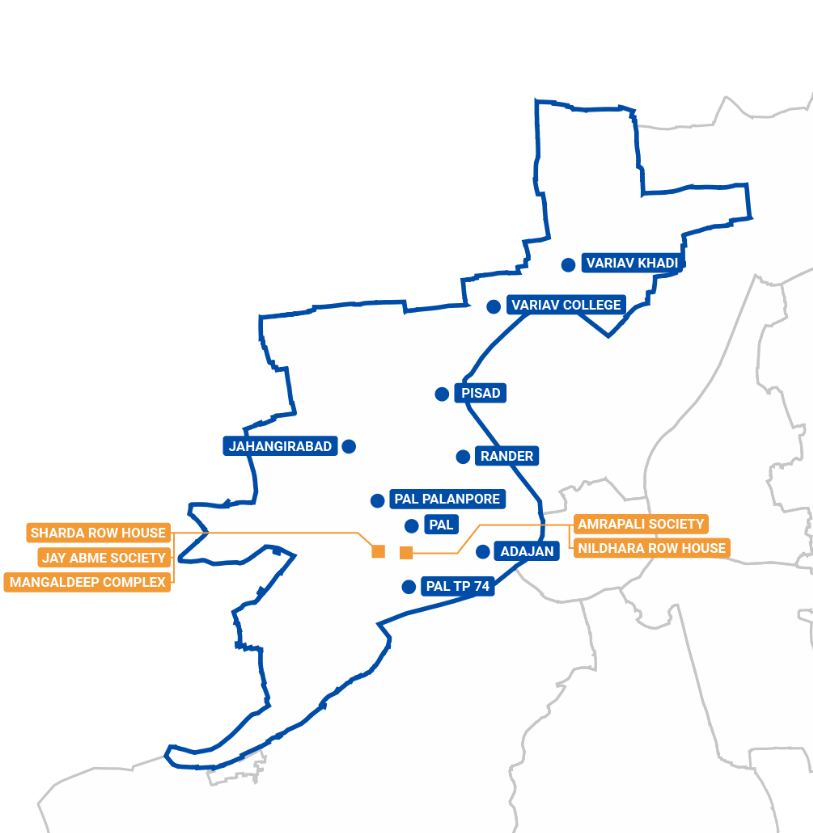 VARIAV KHADI
VARIAV COLLEGE
PISAD
JAHANGIRABAD
RANDER
PAL PALANPORE
PAL
AMRAPALI SOCIETY
SHARDA ROW HOUSE
NILDHARA ROW HOUSE
ADAJAN
JAY ABME SOCIETY
MANGALDEEP COMPLEX
PAL TP 74